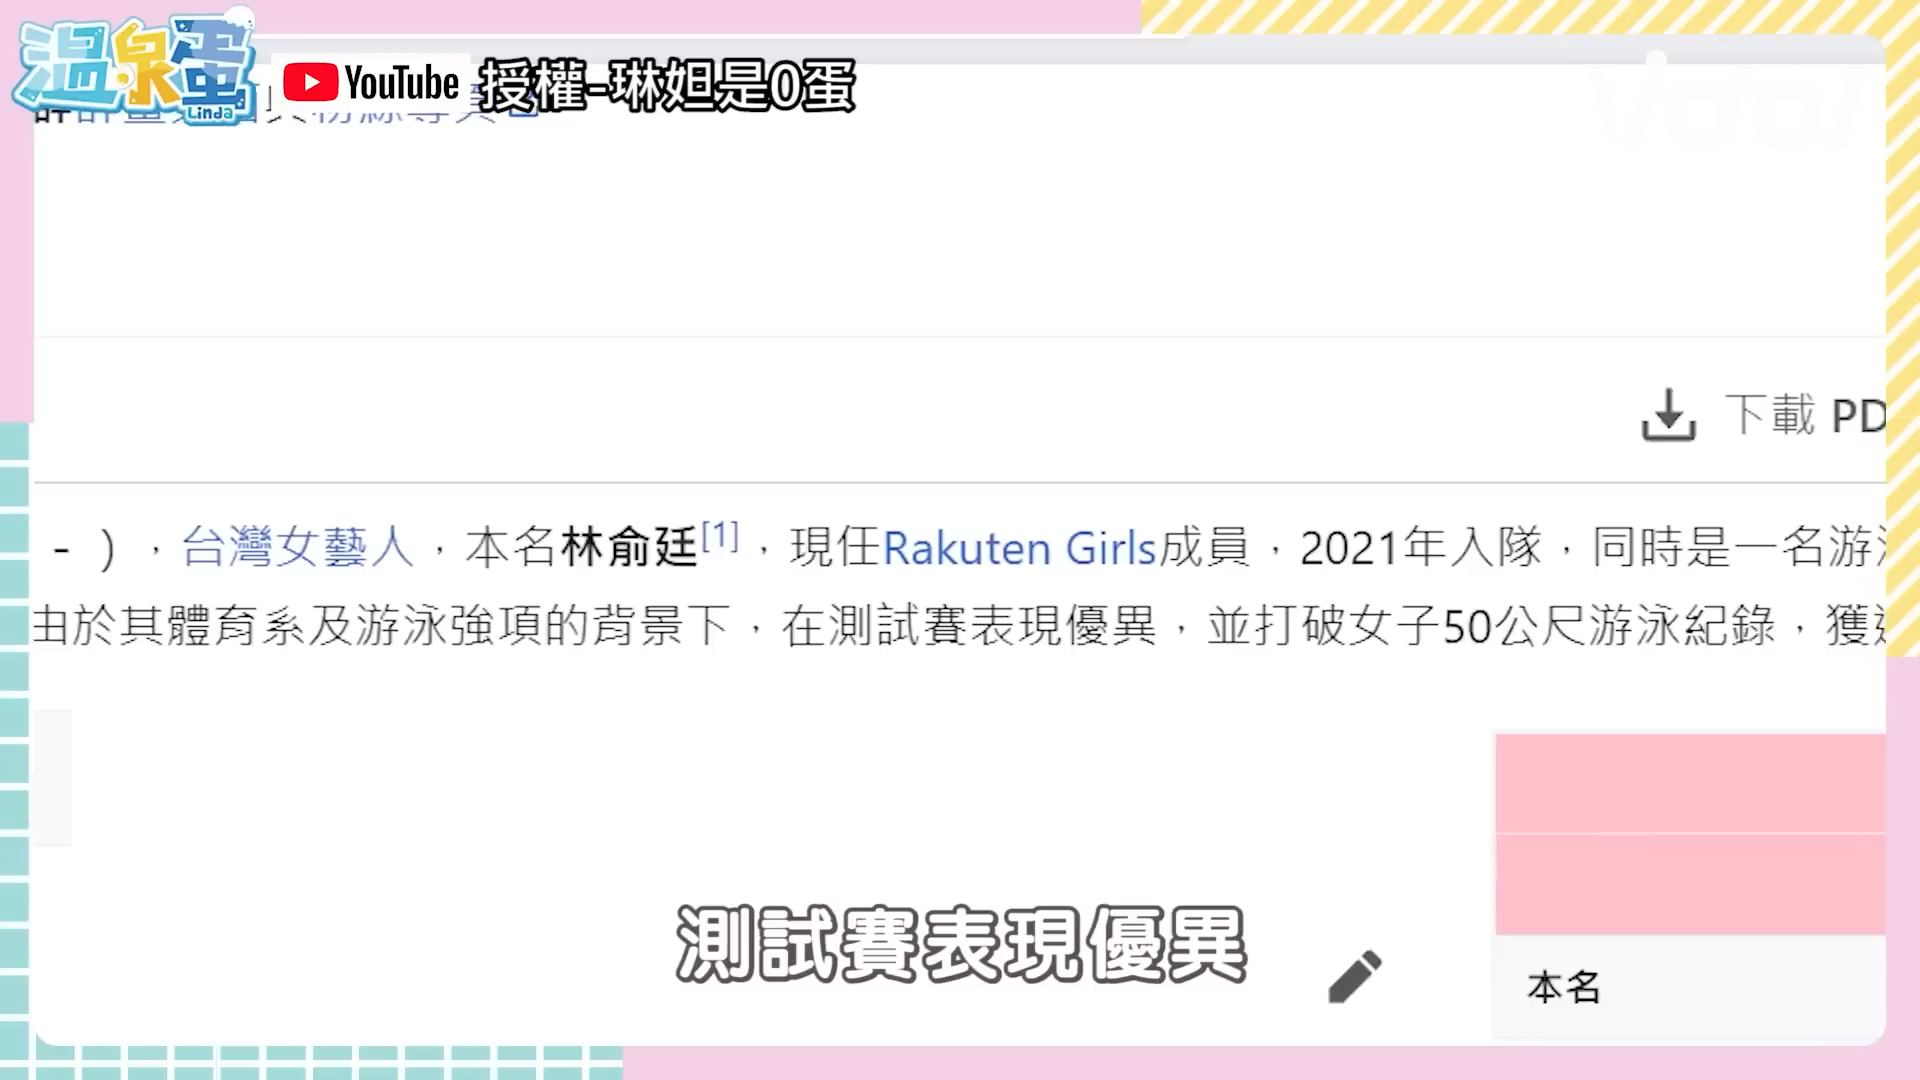 溫泉蛋
Linda
YouTube 授權-琳妲是0蛋
下載 PD
- ），台灣女藝人，本名林俞廷[1]，現任Rakuten Girls成員，2021年入隊，同時是一名游
由於其體育系及游泳強項的背景下，在測試賽表現優異，並打破女子50公尺游泳紀錄，獲
測試賽表現優異
本名